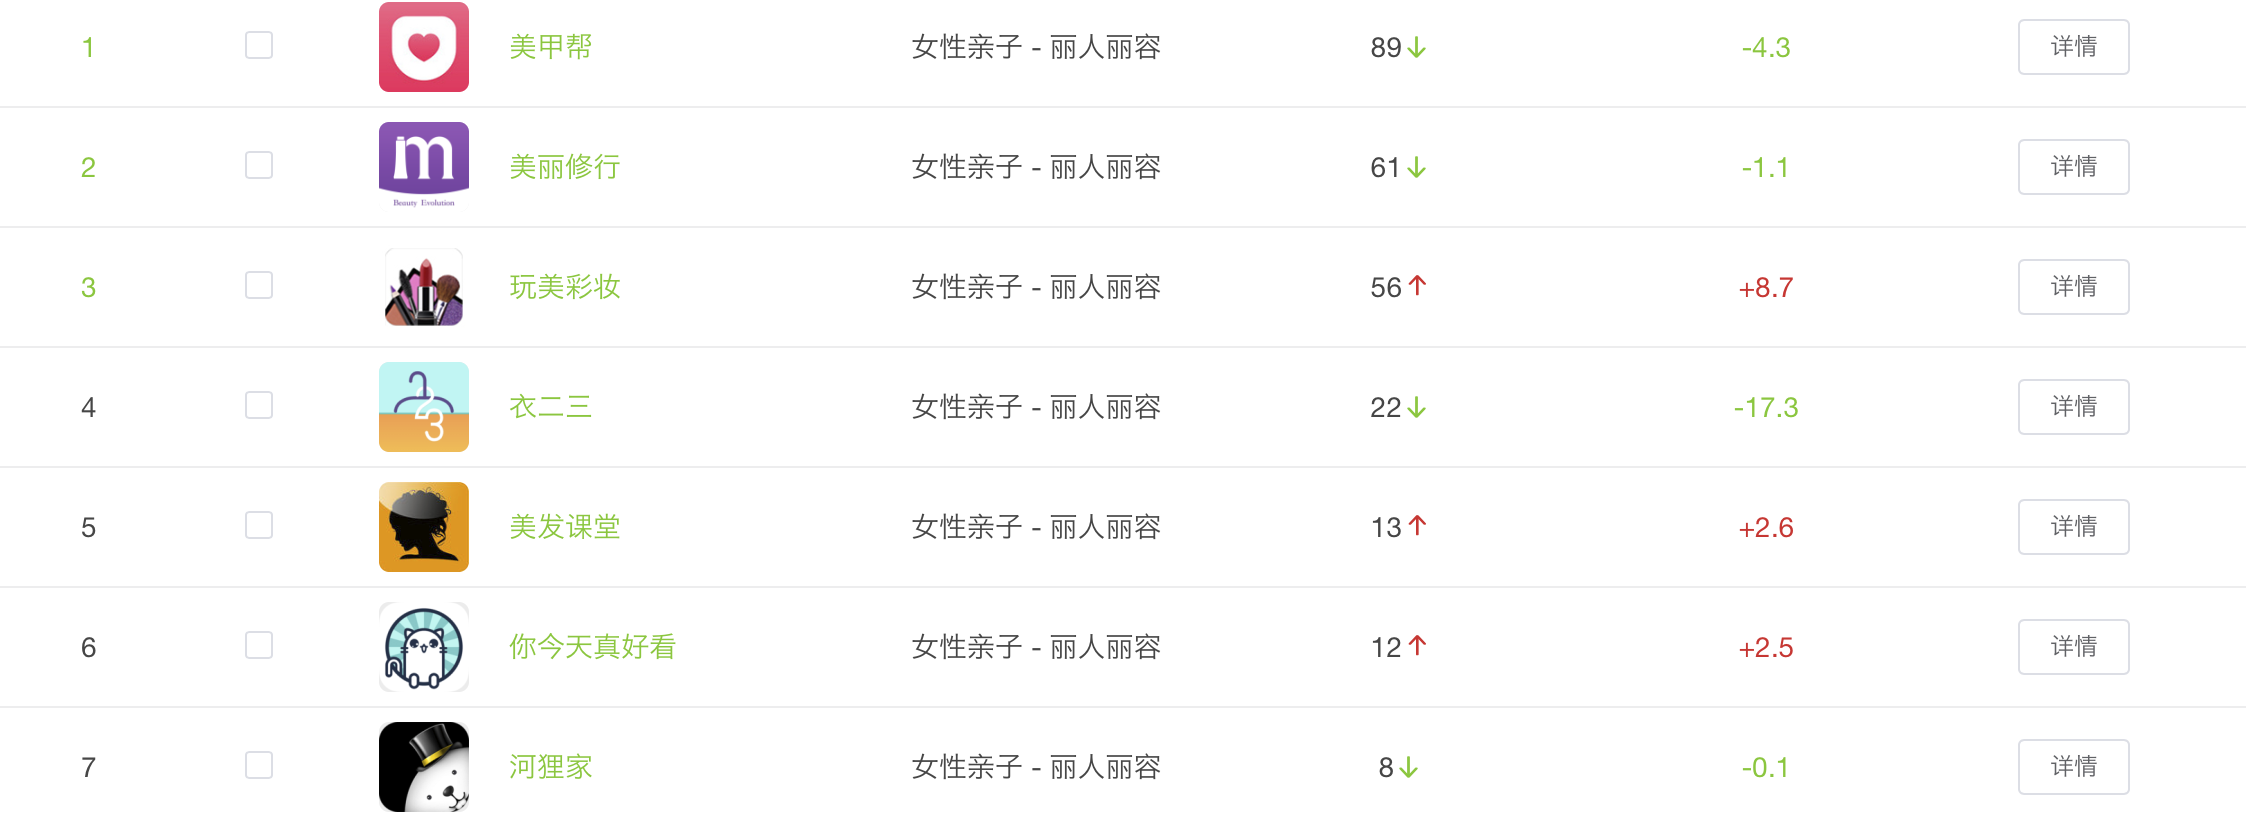 1 美甲帮 女性亲子 - 丽人丽容 89↓ -4.3 详情
m
Beauty Evolution
2 美丽修行 女性亲子 - 丽人丽容 61↓ -1.1 详情
3 玩美彩妆 女性亲子 - 丽人丽容 56↑ +8.7 详情
2
3
4 衣二三 女性亲子 - 丽人丽容 22↓ -17.3 详情
5 美发课堂 女性亲子 - 丽人丽容 13↑ +2.6 详情
6 你今天真好看 女性亲子 - 丽人丽容 12↑ +2.5 详情
7 河狸家 女性亲子 - 丽人丽容 8↓ -0.1 详情